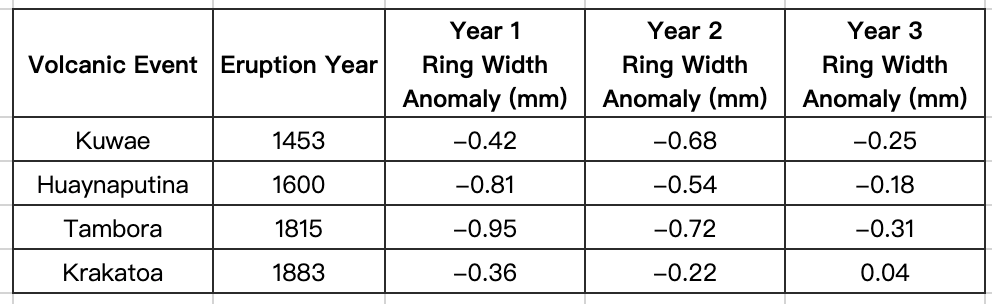 Volcanic Event Eruption Year Year 1 Ring Width Anomaly (mm) Year 2 Ring Width Anomaly (mm) Year 3 Ring Width Anomaly (mm)
Kuwae 1453 −0.42 −0.68 −0.25
Huaynaputina 1600 −0.81 −0.54 −0.18
Tambora 1815 −0.95 −0.72 −0.31
Krakatoa 1883 −0.36 −0.22 0.04